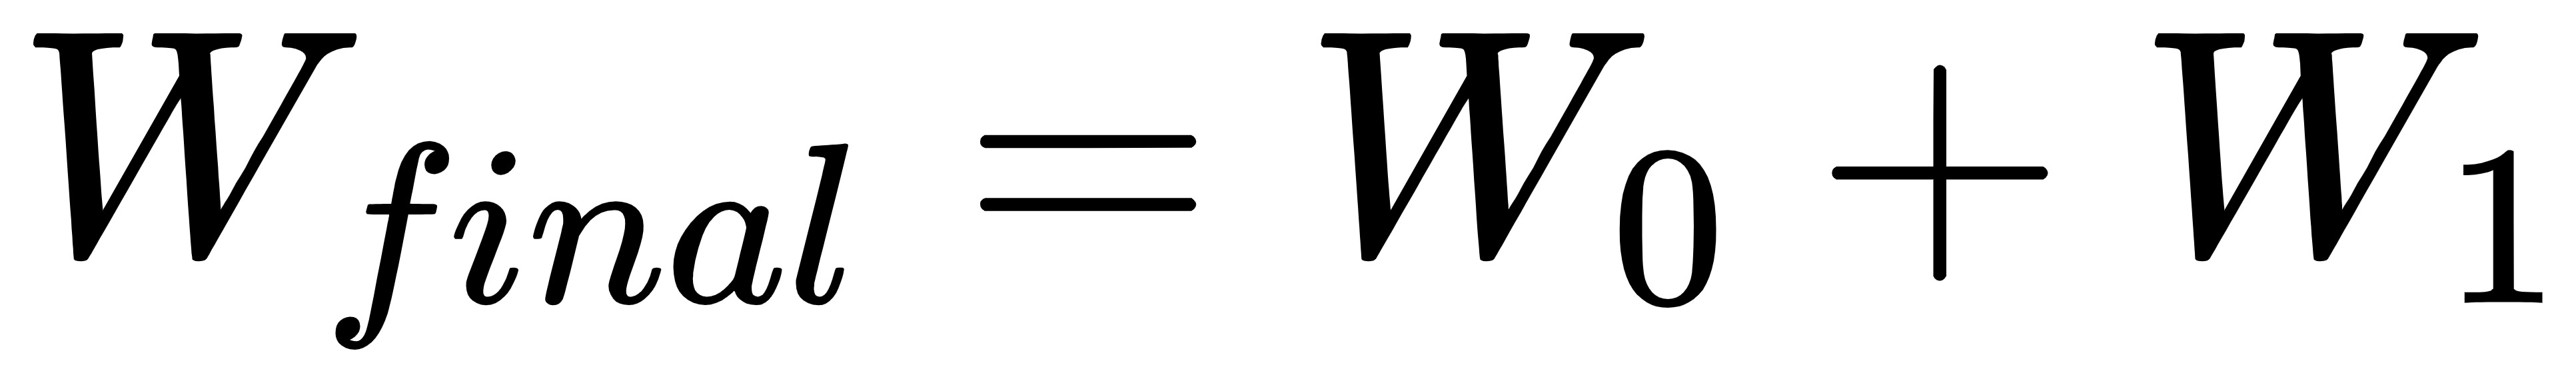 W_{final} = W_0 + W_1